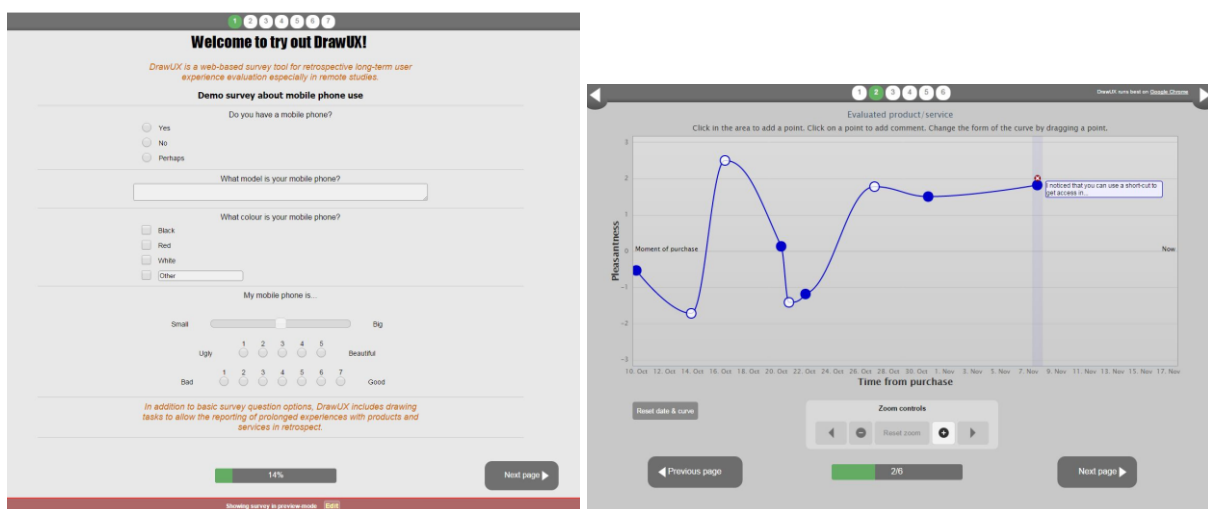 1 2 3 4 5 6 7
Welcome to try out DrawUX!
DrawUX is a web-based survey tool for retrospective long-term user
experience evaluation especially in remote studies.
Demo survey about mobile phone use
Do you have a mobile phone?
Yes
No
Perhaps
What model is your mobile phone?
What colour is your mobile phone?
Black
Red
White
Other
My mobile phone is...
Small Big
1 2 3 4 5
Ugly Beautiful
1 2 3 4 5 6 7
Bad Good
In addition to basic survey question options, DrawUX includes drawing
tasks to allow the reporting of prolonged experiences with products and
services in retrospect.
14%
Next page
Showing survey in preview mode Edit
1 2 3 4 5 6
DrawUX runs best on Google Chrome
Evaluated product/service
Click in the area to add a point. Click on a point to add comment. Change the form of the curve by dragging a point.
3
2
1
0
−1
−2
−3
Pleasantness
Moment of purchase
Now
I noticed that you can use a short-cut to
get access in...
10. Oct 12. Oct 14. Oct 16. Oct 18. Oct 20. Oct 22. Oct 24. Oct 26. Oct 28. Oct 30. Oct 1. Nov 3. Nov 5. Nov 7. Nov 9. Nov 11. Nov 13. Nov 15. Nov 17. Nov
Time from purchase
Reset date & curve
Zoom controls
Reset zoom
Previous page
2/6
Next page